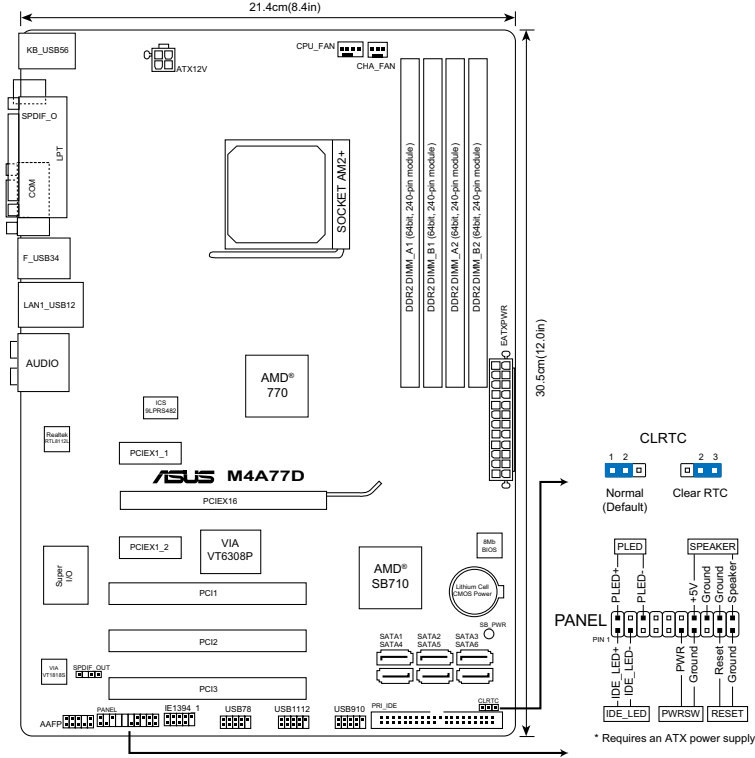 21.4cm(8.4in)
KB_USB56
ATX12V
CPU_FAN
CHA_FAN
SPDIF_O
LPT
COM
SOCKET AM2+
DDR2 DIMM_A1 (64bit, 240-pin module)
DDR2 DIMM_B1 (64bit, 240-pin module)
DDR2 DIMM_A2 (64bit, 240-pin module)
DDR2 DIMM_B2 (64bit, 240-pin module)
F_USB34
LAN1_USB12
AUDIO
EATXPWR
30.5cm(12.0in)
AMD®
770
ICS
9LPRS482
Realtek
RTL8112L
PCIEX1_1
ASUS M4A77D
PCIEX16
PCIEX1_2
VIA
VT6308P
8Mb
BIOS
Super
I/O
AMD®
SB710
Lithium Cell
CMOS Power
PCI1
SB_PWR
PCI2
SATA1
SATA4
SATA2
SATA5
SATA3
SATA6
VIA
VT1818S
SPDIF_OUT
PCI3
AAFP
PANEL
IE1394_1
USB78
USB1112
USB910
PRI_IDE
CLRTC
CLRTC
1 2
2 3
Normal
(Default)
Clear RTC
PLED
SPEAKER
PLED+
PLED-
+5V
Ground
Ground
Speaker
PANEL
PIN 1
IDE_LED+
IDE_LED-
PWR
Ground
Reset
Ground
IDE_LED
PWRSW
RESET
* Requires an ATX power supply